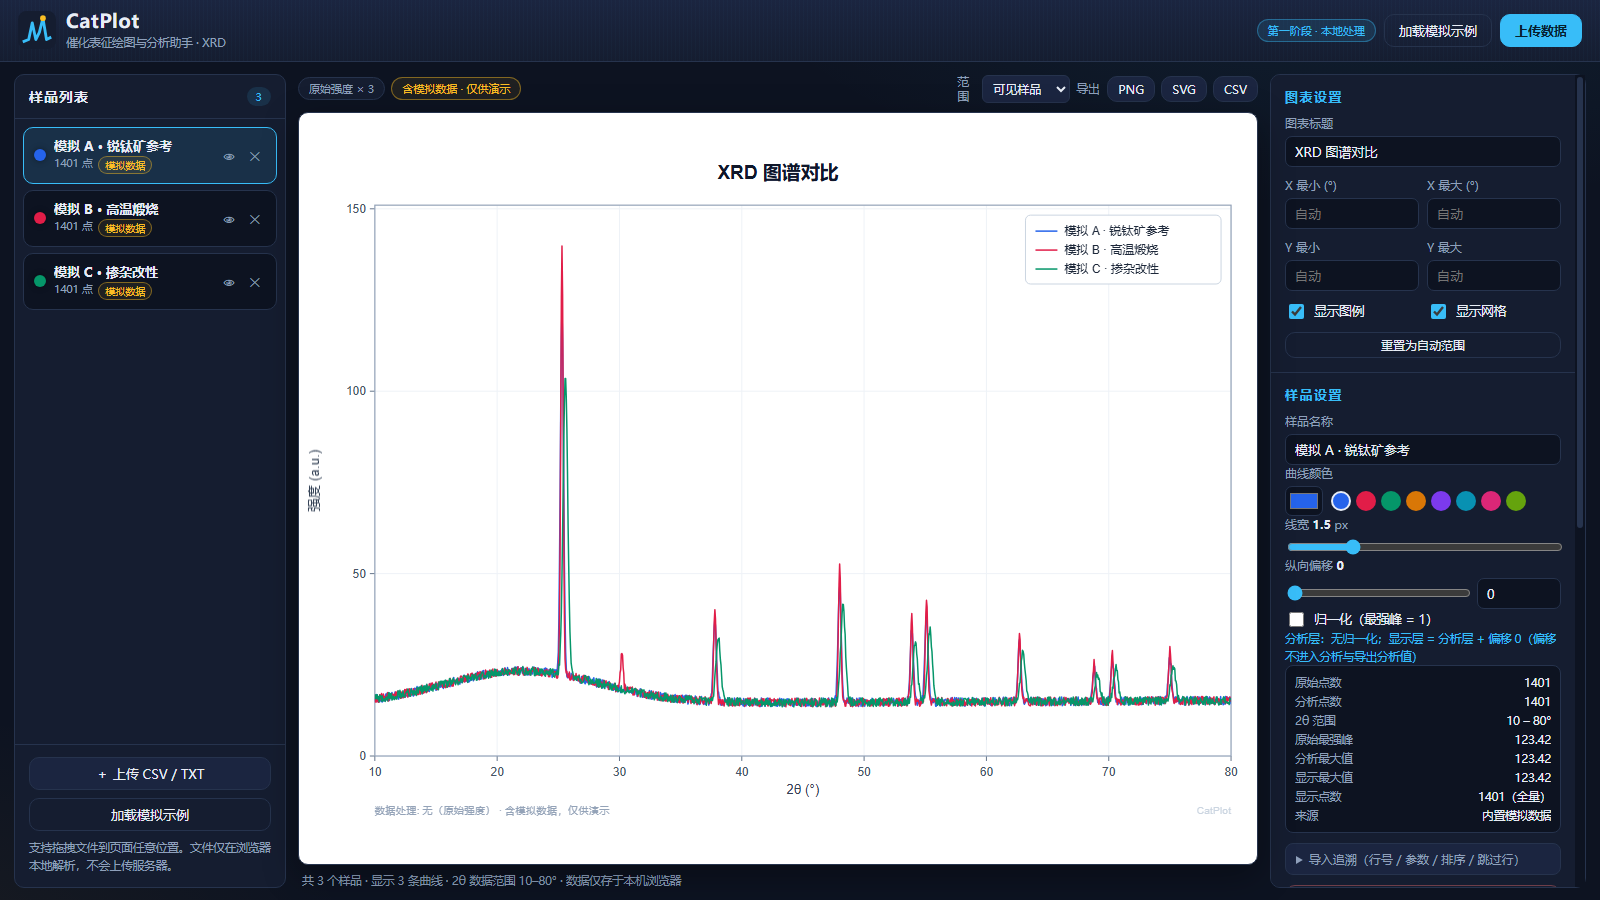 CatPlot
催化表征绘图与分析助手 · XRD
第一阶段 · 本地处理
加载模拟示例
上传数据
样品列表
3
模拟 A • 锐钛矿参考
1401 点 模拟数据
模拟 B • 高温煅烧
1401 点 模拟数据
模拟 C • 掺杂改性
1401 点 模拟数据
+ 上传 CSV / TXT
加载模拟示例
支持拖拽文件到页面任意位置。文件仅在浏览器
本地解析，不会上传服务器。
原始强度 × 3
含模拟数据 · 仅供演示
范围
可见样品
导出
PNG
SVG
CSV
XRD 图谱对比
模拟 A · 锐钛矿参考
模拟 B · 高温煅烧
模拟 C · 掺杂改性
150
100
50
0
强度 (a.u.)
10 20 30 40 50 60 70 80
2θ (°)
数据处理: 无（原始强度） · 含模拟数据，仅供演示
CatPlot
共 3 个样品 · 显示 3 条曲线 · 2θ 数据范围 10–80° · 数据仅存于本机浏览器
图表设置
图表标题
XRD 图谱对比
X 最小 (°) X 最大 (°)
自动 自动
Y 最小 Y 最大
自动 自动
显示图例 显示网格
重置为自动范围
样品设置
样品名称
模拟 A · 锐钛矿参考
曲线颜色
线宽 1.5 px
纵向偏移 0
0
归一化（最强峰 = 1）
分析层：无归一化；显示层 = 分析层 + 偏移 0（偏移
不进入分析与导出分析值）
原始点数 1401
分析点数 1401
2θ 范围 10 – 80°
原始最强峰 123.42
分析最大值 123.42
显示最大值 123.42
显示点数 1401（全量）
来源 内置模拟数据
导入追溯（行号 / 参数 / 排序 / 跳过行）